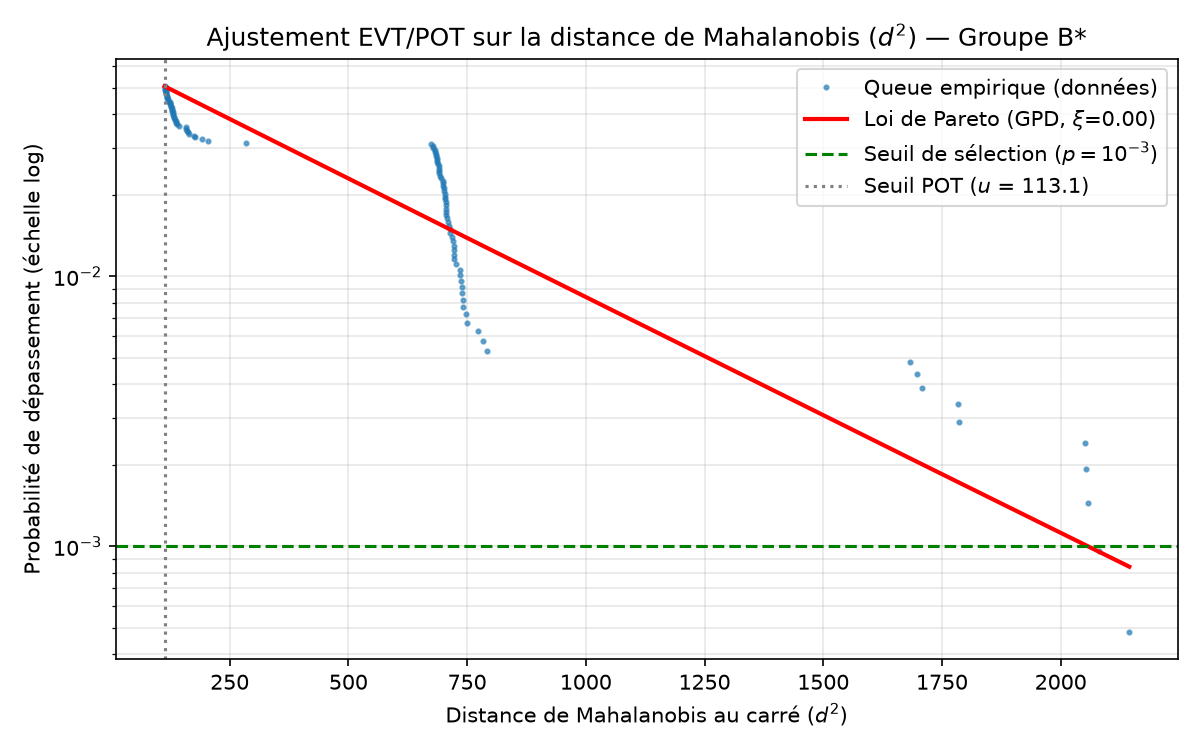 Ajustement EVT/POT sur la distance de Mahalanobis (d²) — Groupe B*
Queue empirique (données)
Loi de Pareto (GPD, ξ=0.00)
Seuil de sélection (p = 10⁻³)
Seuil POT (u = 113.1)
Probabilité de dépassement (échelle log)
10⁻²
10⁻³
250 500 750 1000 1250 1500 1750 2000
Distance de Mahalanobis au carré (d²)